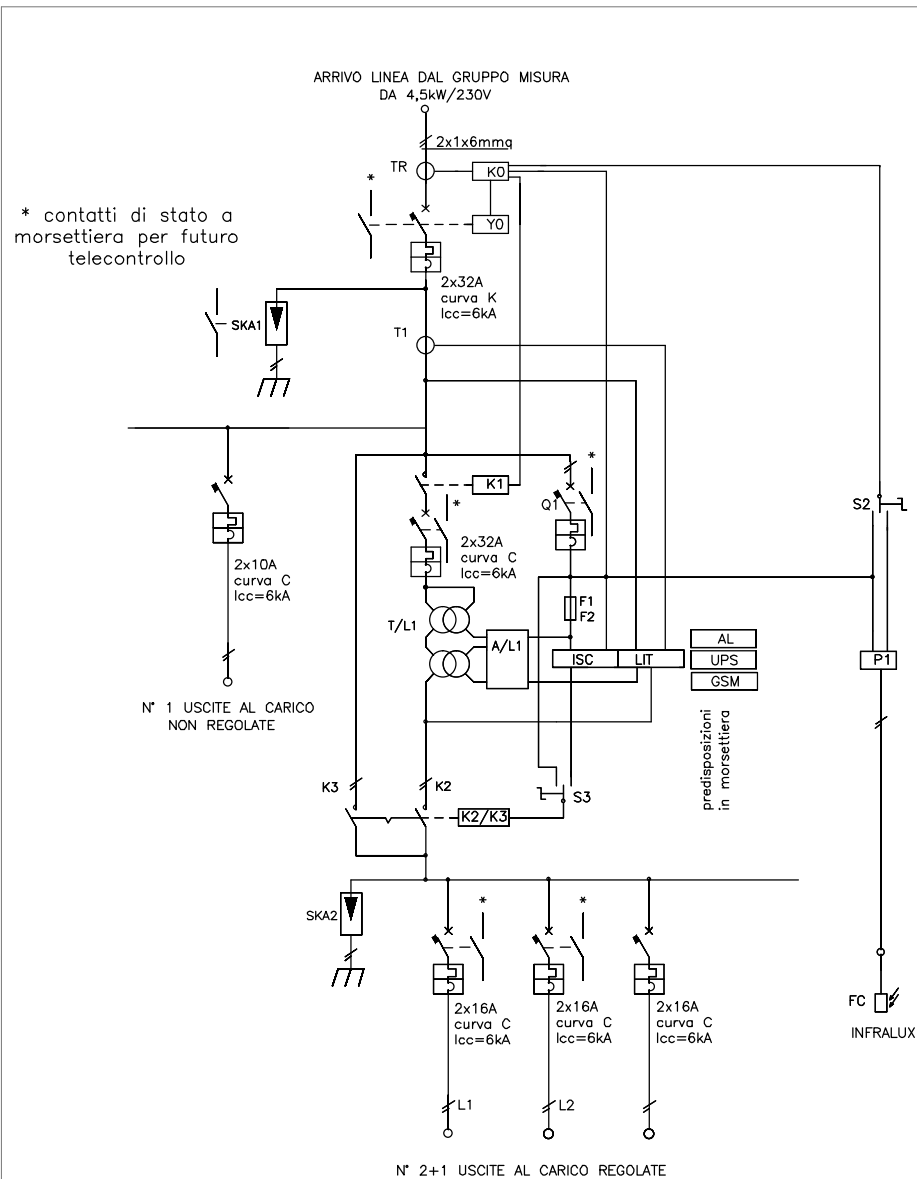 ARRIVO LINEA DAL GRUPPO MISURA
DA 4,5kW/230V
2x1x6mmq
TR
K0
*
Y0
* contatti di stato a
morsettiera per futuro
telecontrollo
2x32A
curva K
Icc=6kA
SKA1
T1
*
K1
Q1
S2
*
2x32A
curva C
Icc=6kA
2x10A
curva C
Icc=6kA
F1
F2
T/L1
A/L1
ISC
LIT
AL
UPS
GSM
P1
N° 1 USCITE AL CARICO
NON REGOLATE
predisposizioni
in morsettiera
K3
K2
S3
K2/K3
SKA2
*
*
2x16A
curva C
Icc=6kA
2x16A
curva C
Icc=6kA
2x16A
curva C
Icc=6kA
FC
INFRALUX
L1
L2
N° 2+1 USCITE AL CARICO REGOLATE